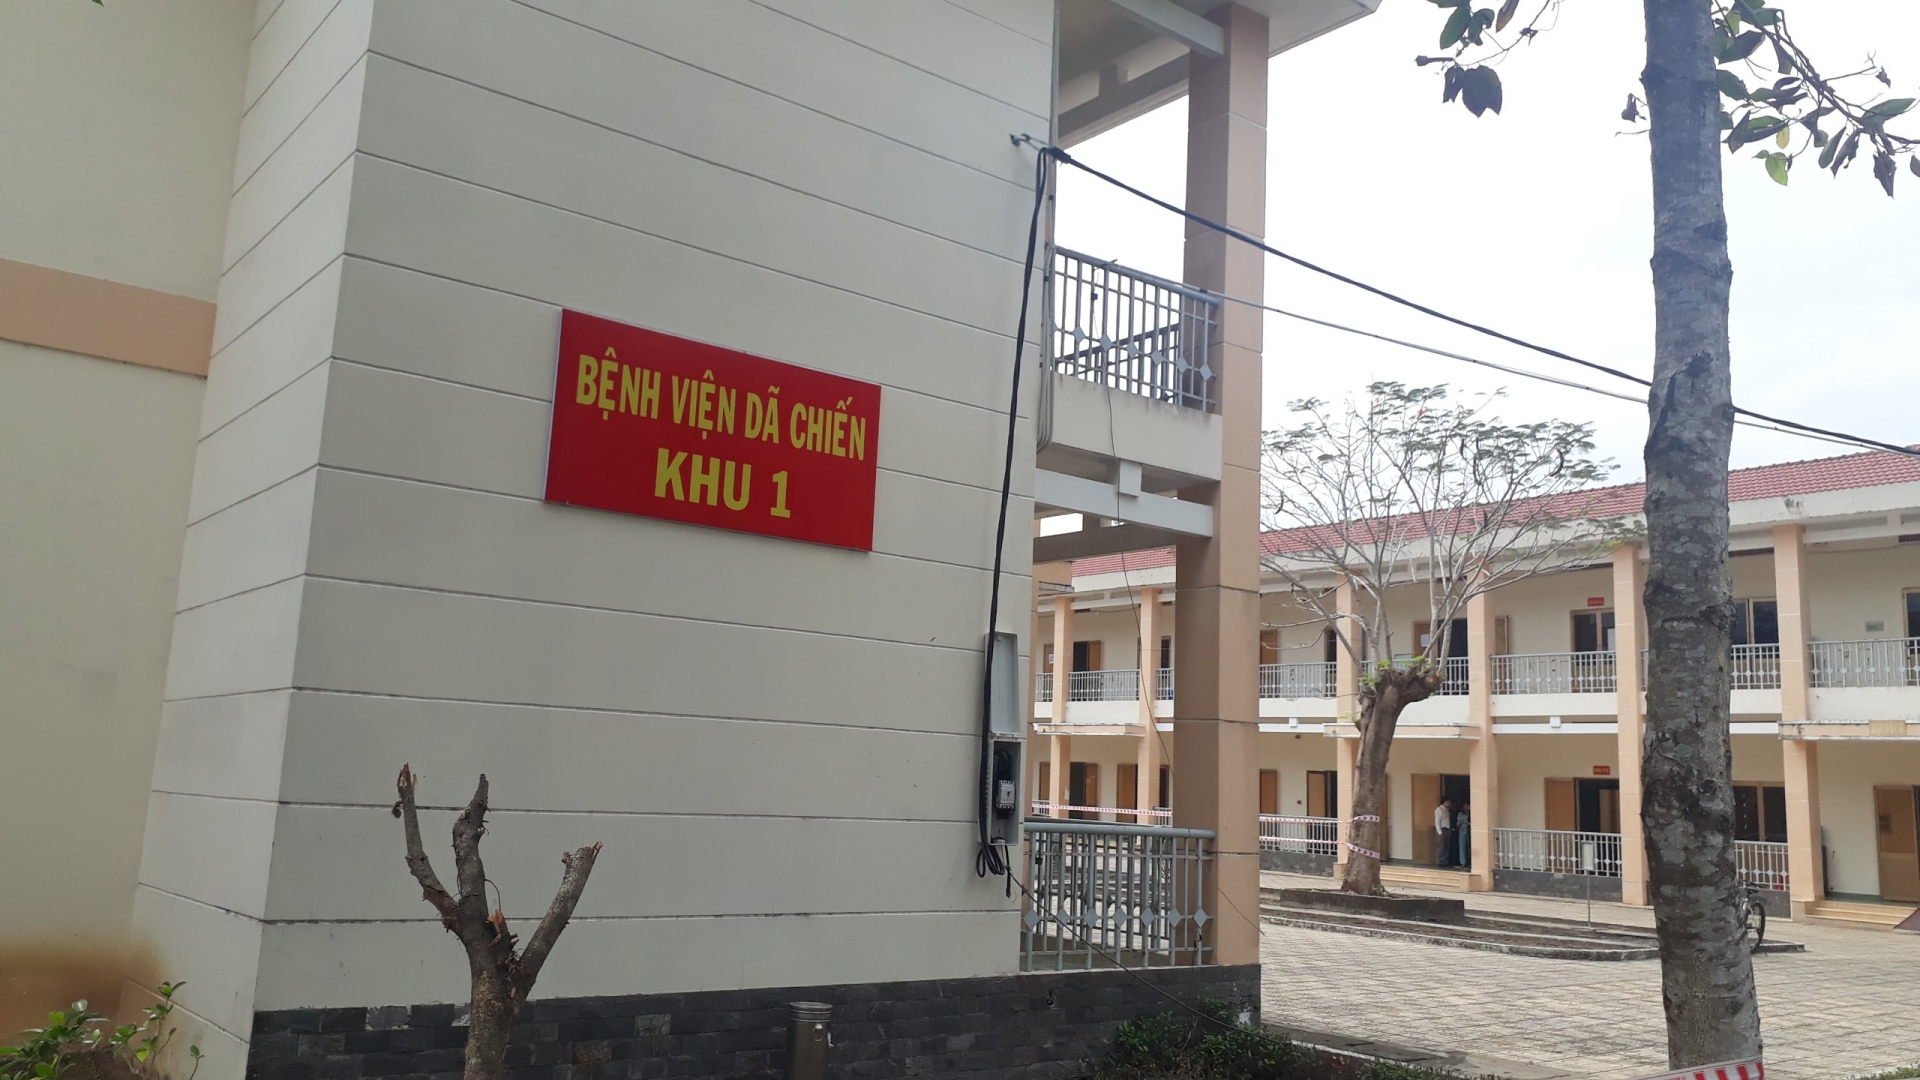 BỆNH VIỆN DÃ CHIẾN
KHU 1